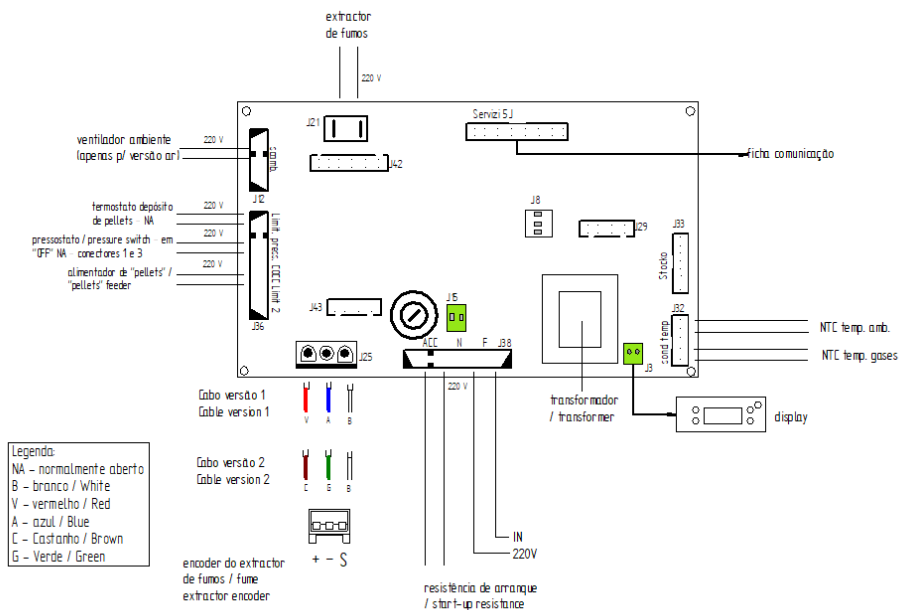 extractor
de fumos
220 V
J21
Servizi 5J
ventilador ambiente
(apenas p/ versão ar)
220 V
scamb.
J42
ficha comunicação
J12
J8
J29
J33
Stacko
termostato depósito
de pellets - NA
220 V
pressostato / pressure switch - em
"OFF" NA - conectores 1 e 3
220 V
alimentador de "pellets" /
"pellets" feeder
220 V
Limit. press. COCC Limit 2
J36
J43
J15
J32
sond temp
NTC temp. amb.
NTC temp. gases
J25
ACC
N
F
J38
J3
220 V
Cabo versão 1
Cable version 1
V
A
B
transformador
/ transformer
display
Cabo versão 2
Cable version 2
C
G
B
Legenda:
NA - normalmente aberto
B - branco / White
V - vermelho / Red
A - azul / Blue
C - Castanho / Brown
G - Verde / Green
+ - S
IN
220V
encoder do extractor
de fumos / fume
extractor encoder
resistência de arranque
/ start-up resistance